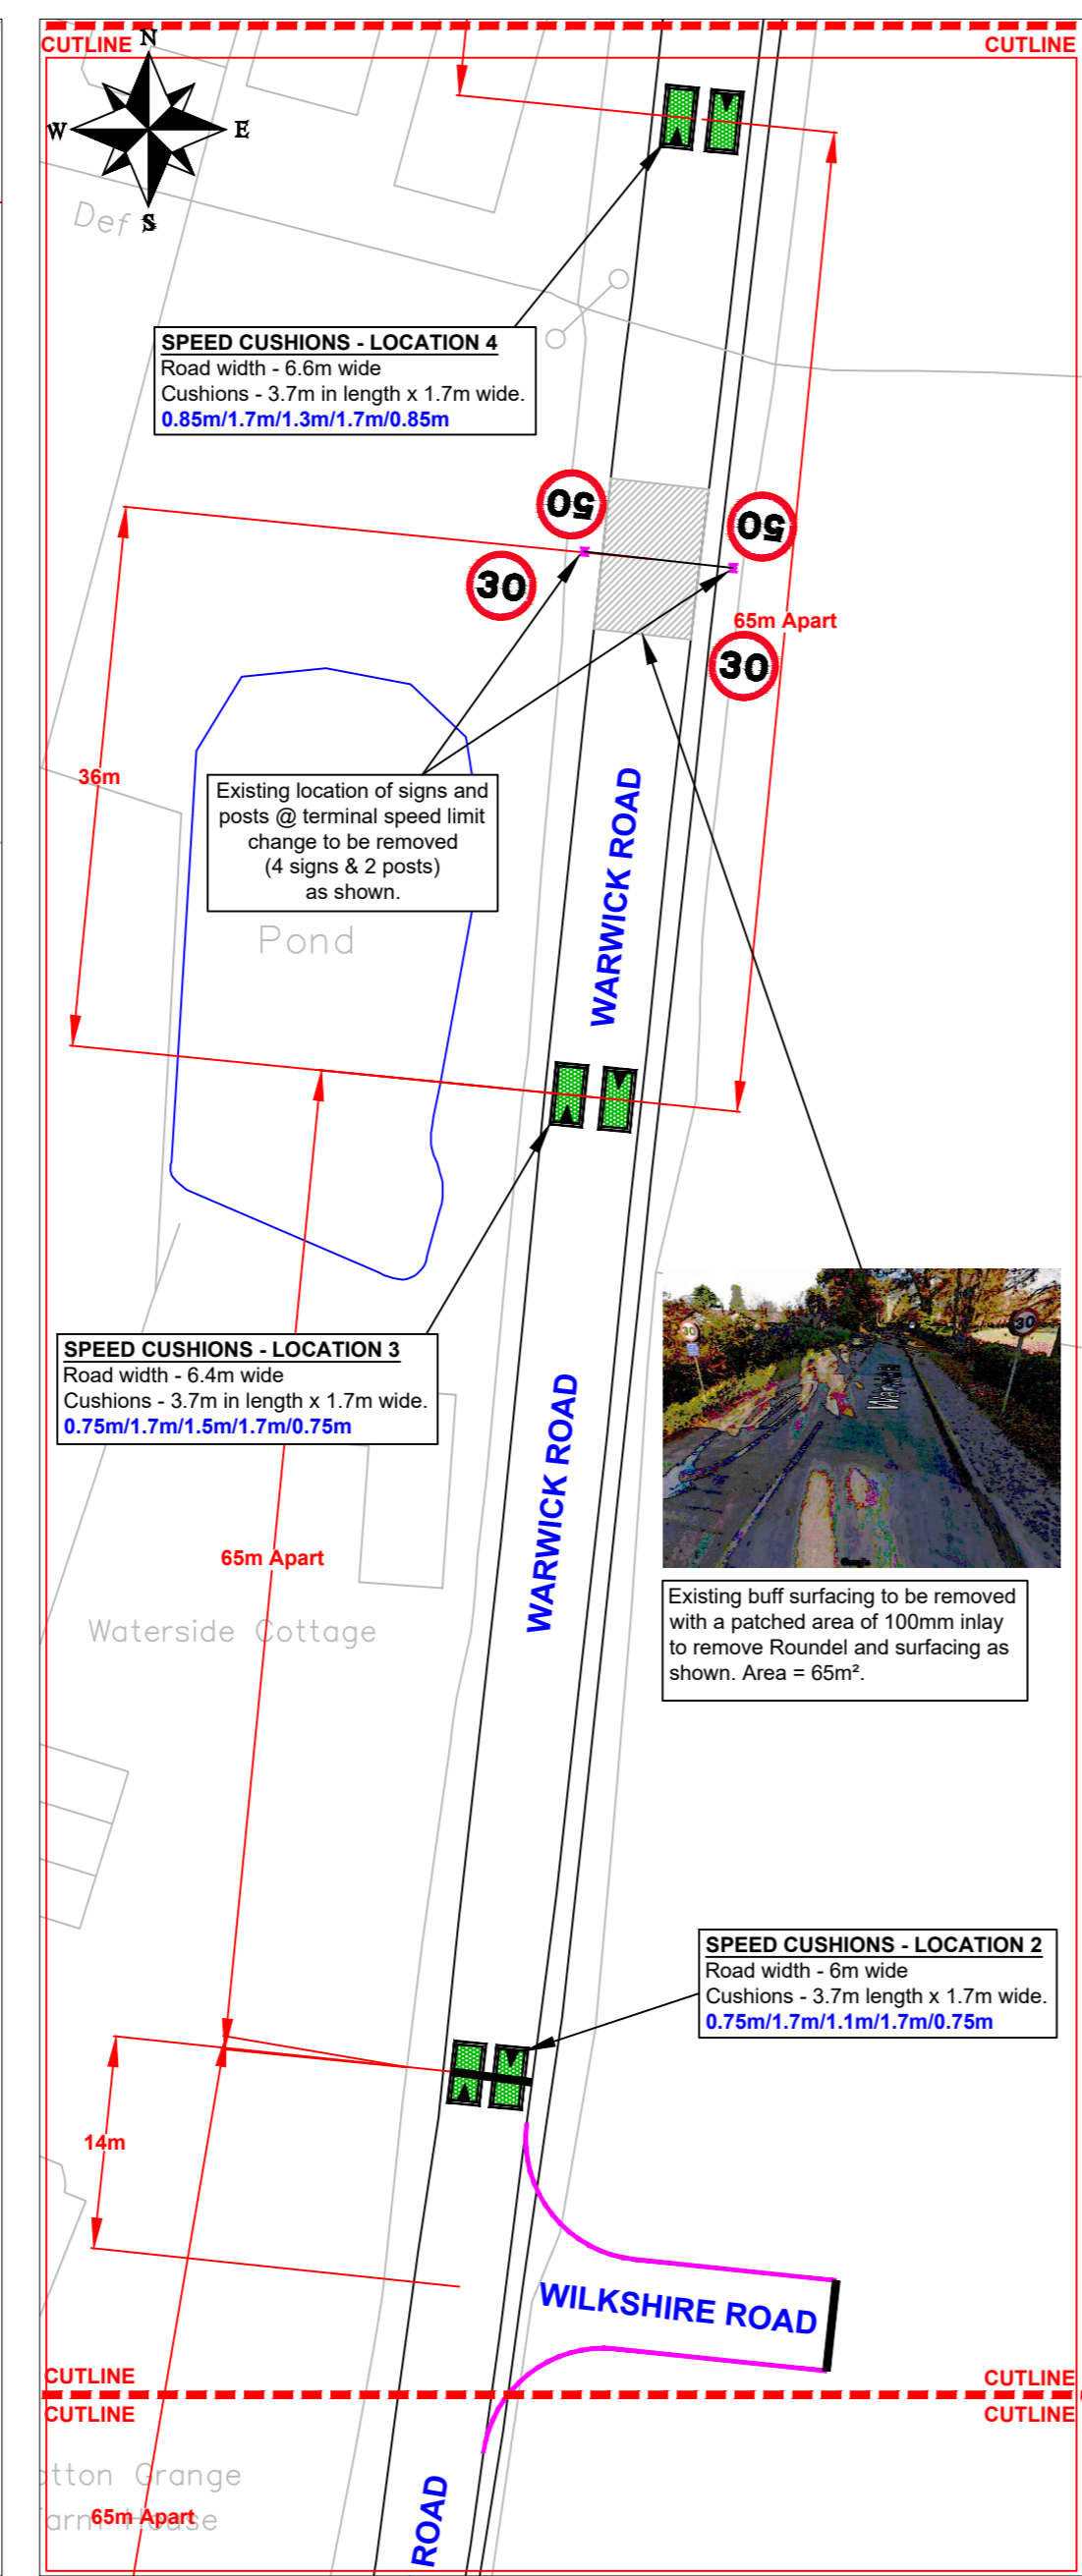 CUTLINE
CUTLINE
N
W
E
S
Def
SPEED CUSHIONS - LOCATION 4
Road width - 6.6m wide
Cushions - 3.7m in length x 1.7m wide.
0.85m/1.7m/1.3m/1.7m/0.85m
50
50
30
65m Apart
30
36m
Existing location of signs and
posts @ terminal speed limit
change to be removed
(4 signs & 2 posts)
as shown.
WARWICK ROAD
Pond
SPEED CUSHIONS - LOCATION 3
Road width - 6.4m wide
Cushions - 3.7m in length x 1.7m wide.
0.75m/1.7m/1.5m/1.7m/0.75m
30
30
WARWICK ROAD
65m Apart
Existing buff surfacing to be removed
with a patched area of 100mm inlay
to remove Roundel and surfacing as
shown. Area = 65m².
Waterside Cottage
SPEED CUSHIONS - LOCATION 2
Road width - 6m wide
Cushions - 3.7m length x 1.7m wide.
0.75m/1.7m/1.1m/1.7m/0.75m
14m
WILKSHIRE ROAD
CUTLINE
CUTLINE
CUTLINE
CUTLINE
tton Grange
arm House
65m Apart
ROAD